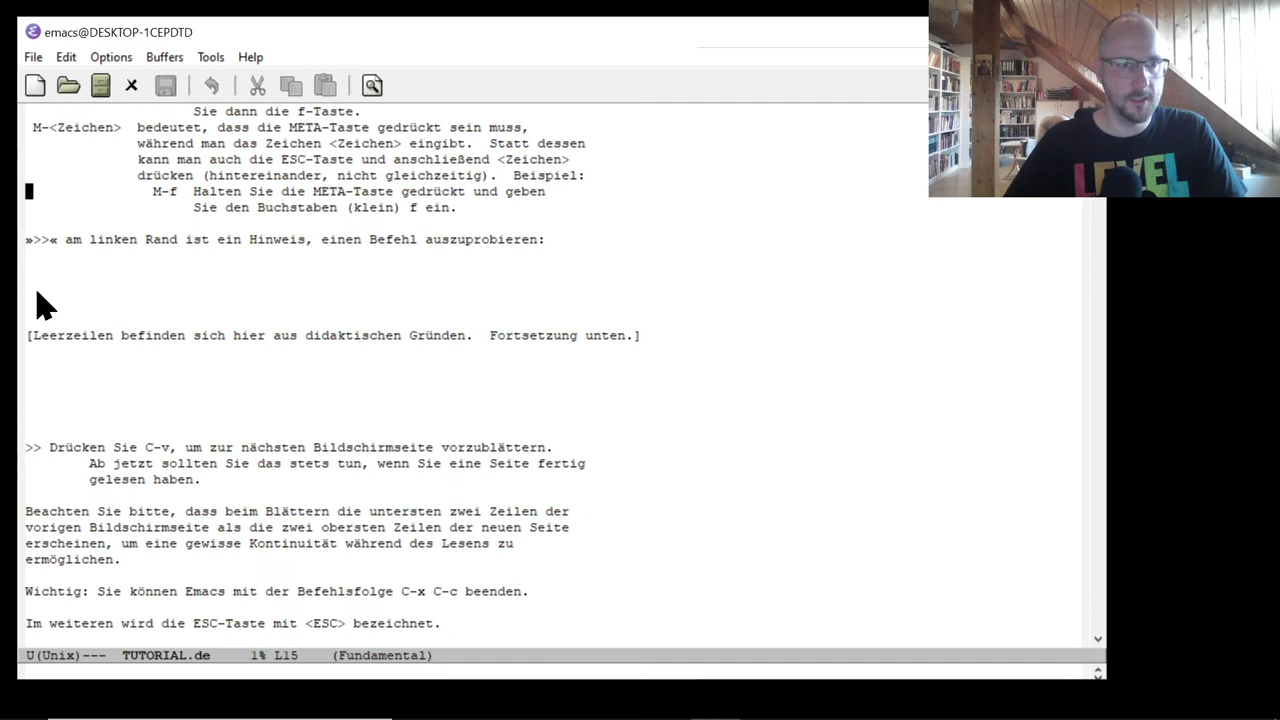 emacs@DESKTOP-1CEPDTD
File Edit Options Buffers Tools Help
Sie dann die f-Taste.
M-<Zeichen> bedeutet, dass die META-Taste gedrückt sein muss,
während man das Zeichen <Zeichen> eingibt. Statt dessen
kann man auch die ESC-Taste und anschließend <Zeichen>
drücken (hintereinander, nicht gleichzeitig). Beispiel:
M-f Halten Sie die META-Taste gedrückt und geben
Sie den Buchstaben (klein) f ein.
»>>« am linken Rand ist ein Hinweis, einen Befehl auszuprobieren:
[Leerzeilen befinden sich hier aus didaktischen Gründen. Fortsetzung unten.]
>> Drücken Sie C-v, um zur nächsten Bildschirmseite vorzublättern.
Ab jetzt sollten Sie das stets tun, wenn Sie eine Seite fertig
gelesen haben.
Beachten Sie bitte, dass beim Blättern die untersten zwei Zeilen der
vorigen Bildschirmseite als die zwei obersten Zeilen der neuen Seite
erscheinen, um eine gewisse Kontinuität während des Lesens zu
ermöglichen.
Wichtig: Sie können Emacs mit der Befehlsfolge C-x C-c beenden.
Im weiteren wird die ESC-Taste mit <ESC> bezeichnet.
U(Unix)--- TUTORIAL.de 1% L15 (Fundamental)
LEVEL